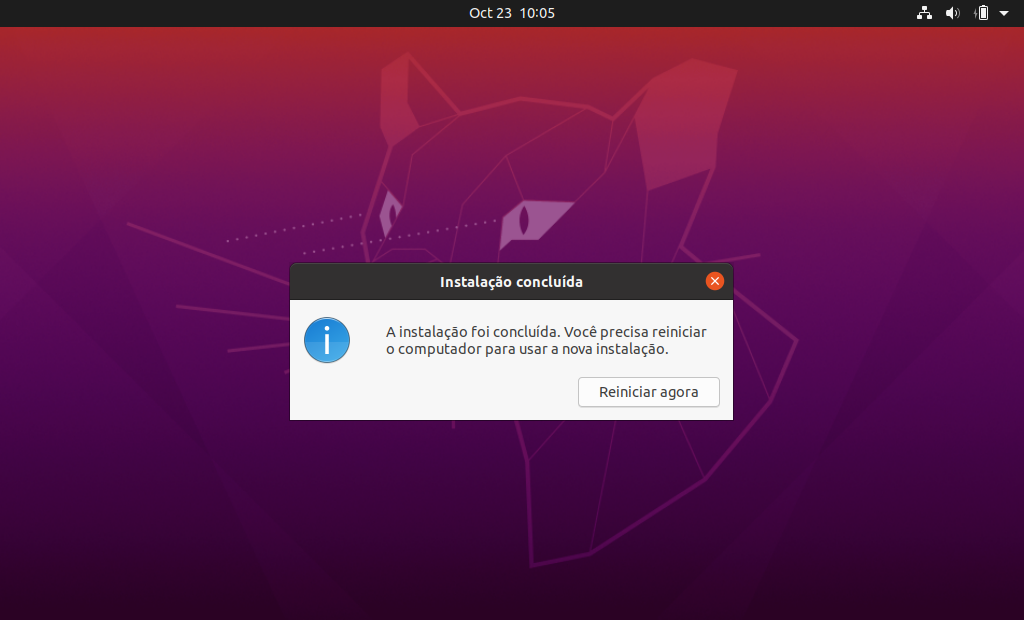 Oct 23  10:05
Instalação concluída
A instalação foi concluída. Você precisa reiniciar
o computador para usar a nova instalação.
Reiniciar agora